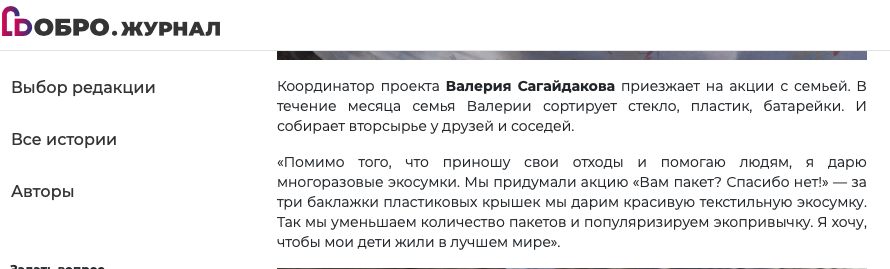 ДОБРО.ЖУРНАЛ
Выбор редакции
Все истории
Авторы
Координатор проекта Валерия Сагайдакова приезжает на акции с семьей. В
течение месяца семья Валерии сортирует стекло, пластик, батарейки. И
собирает вторсырье у друзей и соседей.
«Помимо того, что приношу свои отходы и помогаю людям, я дарю
многоразовые экосумки. Мы придумали акцию «Вам пакет? Спасибо нет!» — за
три баклажки пластиковых крышек мы дарим красивую текстильную экосумку.
Так мы уменьшаем количество пакетов и популяризируем экопривычку. Я хочу,
чтобы мои дети жили в лучшем мире».